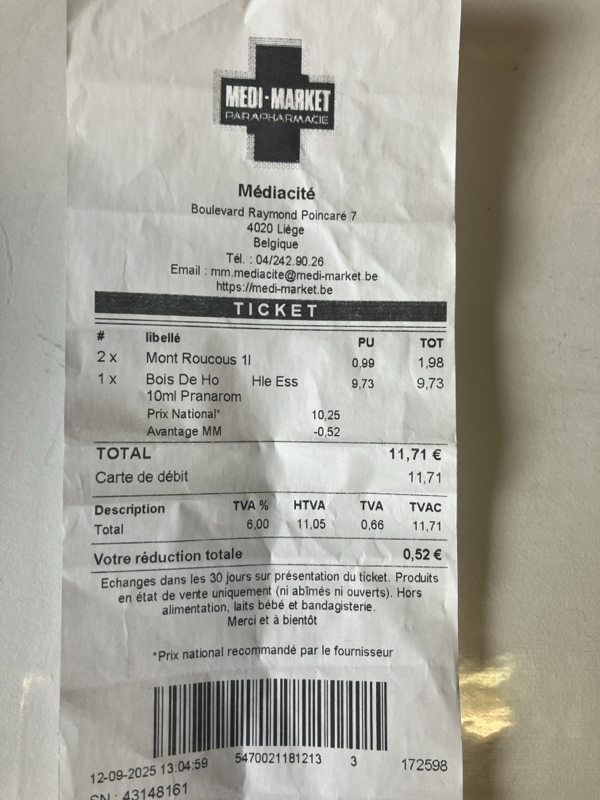 MEDI-MARKET
PARAPHARMACIE
Médiacité
Boulevard Raymond Poincaré 7
4020 Liège
Belgique
Tél. : 04/242.90.26
Email : mm.mediacite@medi-market.be
https://medi-market.be
TICKET
# libellé PU TOT
2 x Mont Roucous 1l 0,99 1,98
1 x Bois De Ho Hle Ess 9,73 9,73
10ml Pranarom
Prix National* 10,25
Avantage MM -0,52
TOTAL 11,71 €
Carte de débit 11,71
Description TVA % HTVA TVA TVAC
Total 6,00 11,05 0,66 11,71
Votre réduction totale 0,52 €
Echanges dans les 30 jours sur présentation du ticket. Produits
en état de vente uniquement (ni abîmés ni ouverts). Hors
alimentation, laits bébé et bandagisterie.
Merci et à bientôt
*Prix national recommandé par le fournisseur
12-09-2025 13:04:59 5470021181213 3 172598
SN : 43148161